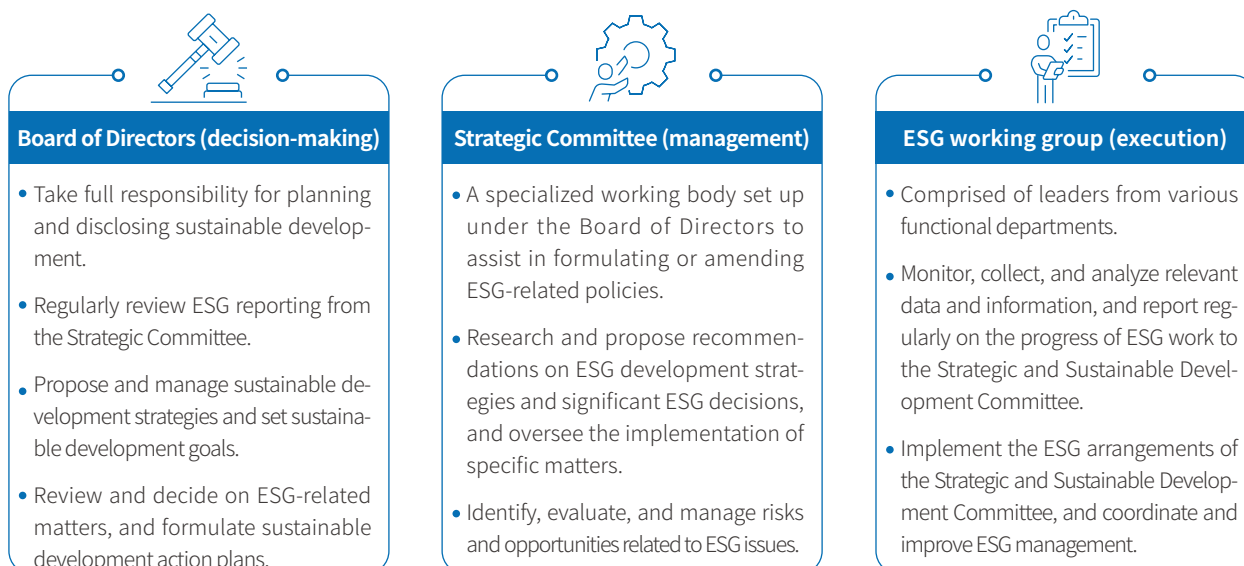 Board of Directors (decision-making)
• Take full responsibility for planning
and disclosing sustainable develop-
ment.
• Regularly review ESG reporting from
the Strategic Committee.
• Propose and manage sustainable de-
velopment strategies and set sustaina-
ble development goals.
• Review and decide on ESG-related
matters, and formulate sustainable
development action plans.
Strategic Committee (management)
• A specialized working body set up
under the Board of Directors to
assist in formulating or amending
ESG-related policies.
• Research and propose recommen-
dations on ESG development strat-
egies and significant ESG decisions,
and oversee the implementation of
specific matters.
• Identify, evaluate, and manage risks
and opportunities related to ESG issues.
ESG working group (execution)
• Comprised of leaders from various
functional departments.
• Monitor, collect, and analyze relevant
data and information, and report reg-
ularly on the progress of ESG work to
the Strategic and Sustainable Devel-
opment Committee.
• Implement the ESG arrangements of
the Strategic and Sustainable Develop-
ment Committee, and coordinate and
improve ESG management.